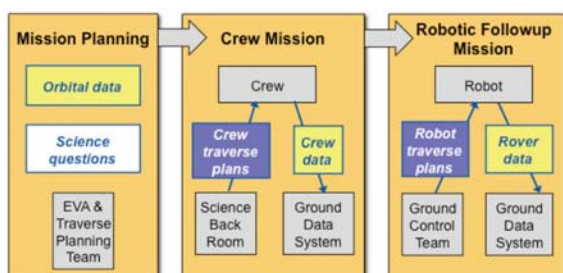 Mission Planning
Orbital data
Science
questions
EVA &
Traverse
Planning
Team
Crew Mission
Crew
Crew
traverse
plans
Crew
data
Science
Back
Room
Ground
Data
System
Robotic Followup
Mission
Robot
Robot
traverse
plans
Rover
data
Ground
Control
Team
Ground
Data
System